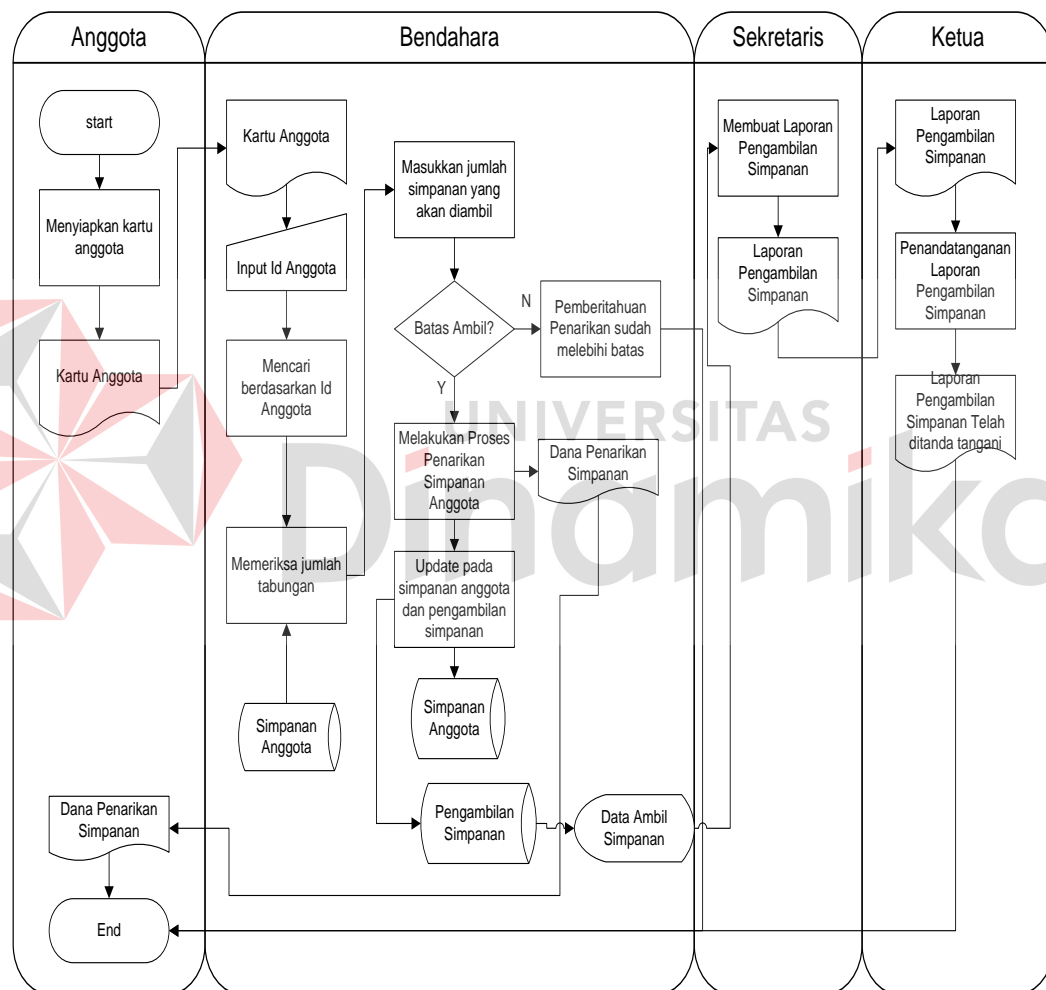 Anggota
Bendahara
Sekretaris
Ketua
start
Menyiapkan kartu
anggota
Kartu Anggota
Dana Penarikan
Simpanan
End
Kartu Anggota
Input Id Anggota
Mencari
berdasarkan Id
Anggota
Memeriksa jumlah
tabungan
Simpanan
Anggota
Masukkan jumlah
simpanan yang
akan diambil
Batas Ambil?
N
Y
Pemberitahuan
Penarikan sudah
melebihi batas
Melakukan Proses
Penarikan
Simpanan
Anggota
Dana Penarikan
Simpanan
Update pada
simpanan anggota
dan pengambilan
simpanan
Simpanan
Anggota
Pengambilan
Simpanan
Data Ambil
Simpanan
Membuat Laporan
Pengambilan
Simpanan
Laporan
Pengambilan
Simpanan
Laporan
Pengambilan
Simpanan
Penandatanganan
Laporan
Pengambilan
Simpanan
Laporan
Pengambilan
Simpanan Telah
ditanda tangani
UNIVERSITAS
Dinamika